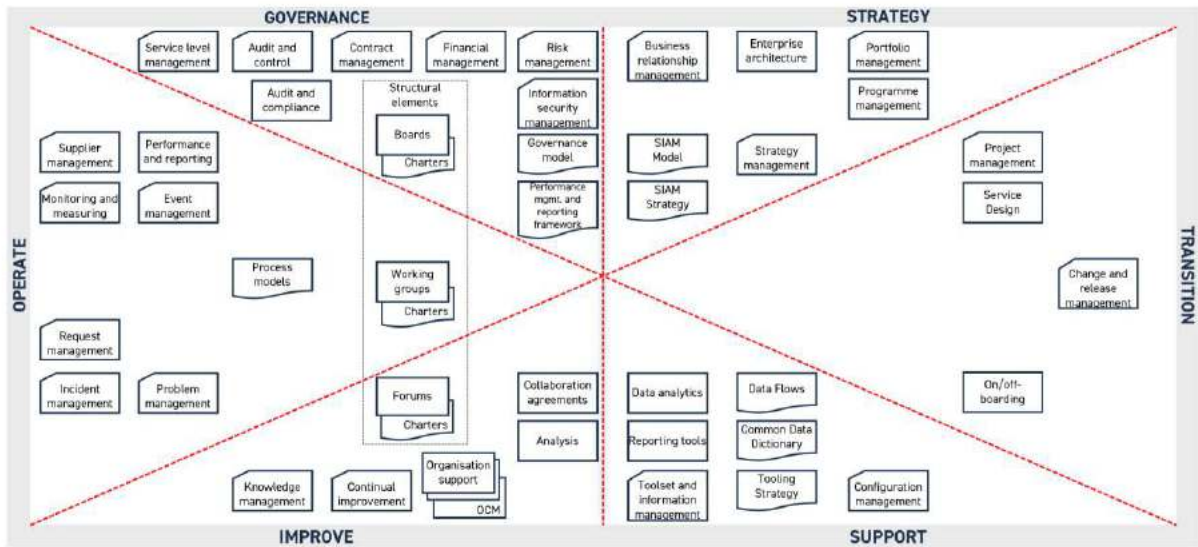 GOVERNANCE
STRATEGY
OPERATE
TRANSITION
IMPROVE
SUPPORT
Service level
management
Audit and
control
Contract
management
Financial
management
Risk
management
Audit and
compliance
Structural
elements
Information
security
management
Boards
Charters
Governance
model
Performance
mgmt. and
reporting
framework
Business
relationship
management
Enterprise
architecture
Portfolio
management
Programme
management
SIAM
Model
Strategy
management
SIAM
Strategy
Supplier
management
Performance
and reporting
Monitoring and
measuring
Event
management
Process
models
Working
groups
Charters
Request
management
Incident
management
Problem
management
Project
management
Service
Design
Change and
release
management
On/off-
boarding
Forums
Charters
Collaboration
agreements
Analysis
Knowledge
management
Continual
improvement
Organisation
support
OCM
Data analytics
Data Flows
Reporting tools
Common Data
Dictionary
Toolset and
information
management
Tooling
Strategy
Configuration
management